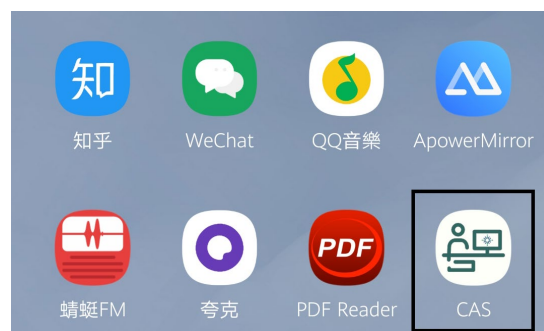 知
知乎
WeChat
QQ音樂
ApowerMirror
PDF
蜻蜓FM
夸克
PDF Reader
CAS